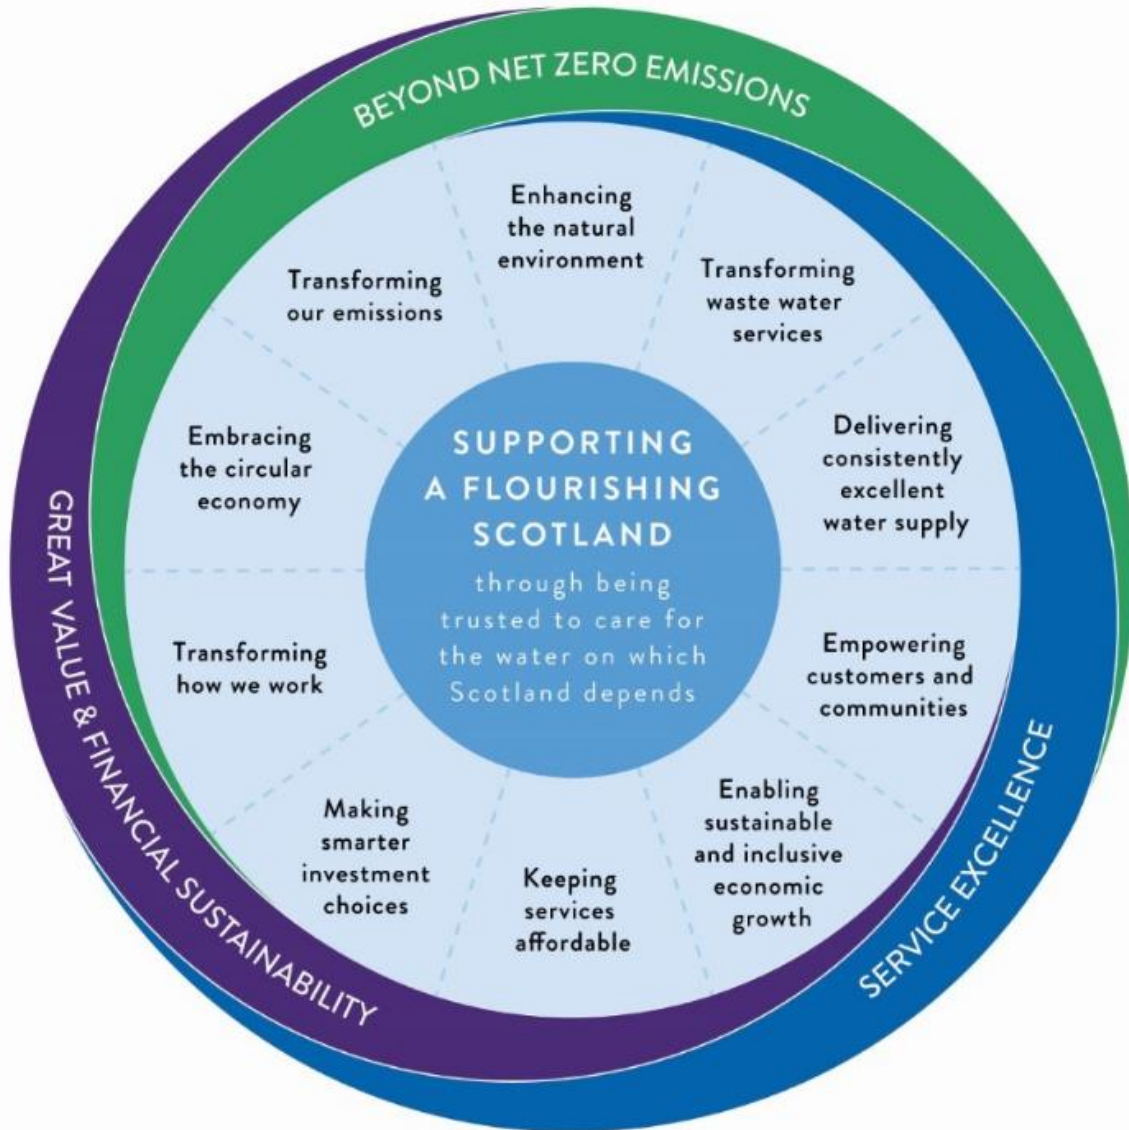 BEYOND NET ZERO EMISSIONS
Enhancing
the natural
environment
Transforming
waste water
services
Delivering
consistently
excellent
water supply
Empowering
customers and
communities
Enabling
sustainable
and inclusive
economic
growth
Keeping
services
affordable
Making
smarter
investment
choices
Transforming
how we work
Embracing
the circular
economy
Transforming
our emissions
SUPPORTING
A FLOURISHING
SCOTLAND
through being
trusted to care for
the water on which
Scotland depends
SERVICE EXCELLENCE
GREAT VALUE & FINANCIAL SUSTAINABILITY